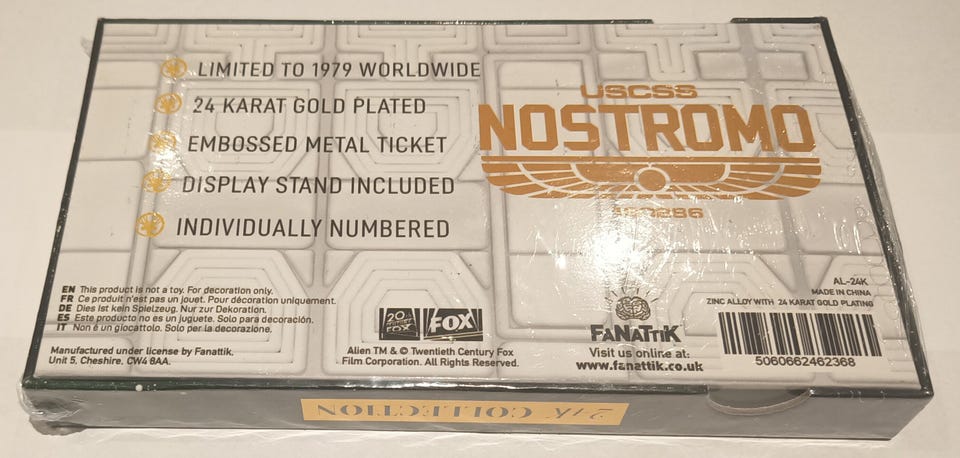 LIMITED TO 1979 WORLDWIDE
24 KARAT GOLD PLATED
EMBOSSED METAL TICKET
DISPLAY STAND INCLUDED
INDIVIDUALLY NUMBERED
USCSS
NOSTROMO
EN This product is not a toy. For decoration only.
FR Ce produit n'est pas un jouet. Pour décoration uniquement.
DE Dies ist kein Spielzeug. Nur zur Dekoration.
ES Este producto no es un juguete. Solo para decoración.
IT Non è un giocattolo. Solo per la decorazione.
Manufactured under license by Fanattik.
Unit 5, Cheshire. CW4 8AA.
20
FOX
FOX
Alien TM & © Twentieth Century Fox
Film Corporation. All Rights Reserved.
FANATTIK
Visit us online at:
www.fanattik.co.uk
AL-24K
MADE IN CHINA
ZINC ALLOY WITH 24 KARAT GOLD PLATING
5060662462368
24K COLLECTION